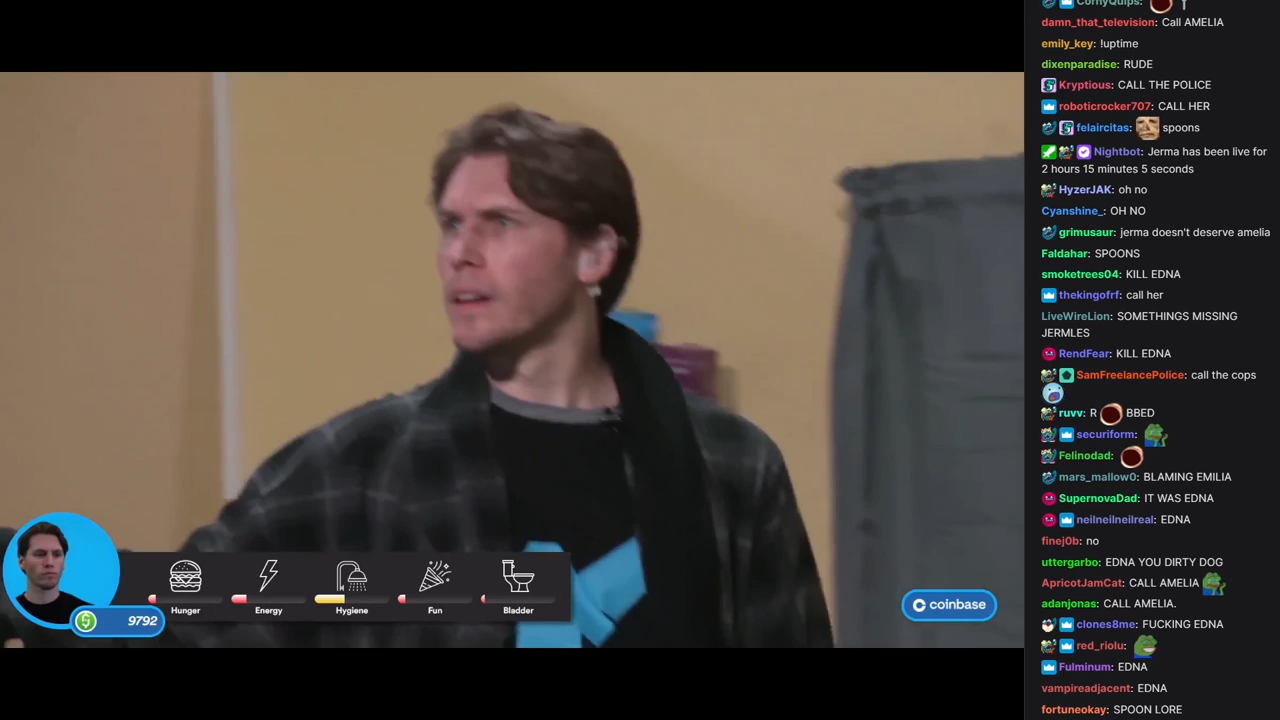 CornyQuips:
damn_that_television: Call AMELIA
emily_key: !uptime
dixenparadise: RUDE
Kryptious: CALL THE POLICE
roboticrocker707: CALL HER
felaircitas: spoons
Nightbot: Jerma has been live for
2 hours 15 minutes 5 seconds
HyzerJAK: oh no
Cyanshine_: OH NO
grimusaur: jerma doesn't deserve amelia
Faldahar: SPOONS
smoketrees04: KILL EDNA
thekingofrf: call her
LiveWireLion: SOMETHINGS MISSING
JERMLES
RendFear: KILL EDNA
SamFreelancePolice: call the cops
ruvv: R BBED
securiform:
Felinodad:
mars_mallow0: BLAMING EMILIA
SupernovaDad: IT WAS EDNA
neilneilneilreal: EDNA
finej0b: no
uttergarbo: EDNA YOU DIRTY DOG
ApricotJamCat: CALL AMELIA
adanjonas: CALL AMELIA.
clones8me: FUCKING EDNA
red_riolu:
Fulminum: EDNA
vampireadjacent: EDNA
fortuneokay: SPOON LORE
Hunger Energy Hygiene Fun Bladder
9792
coinbase